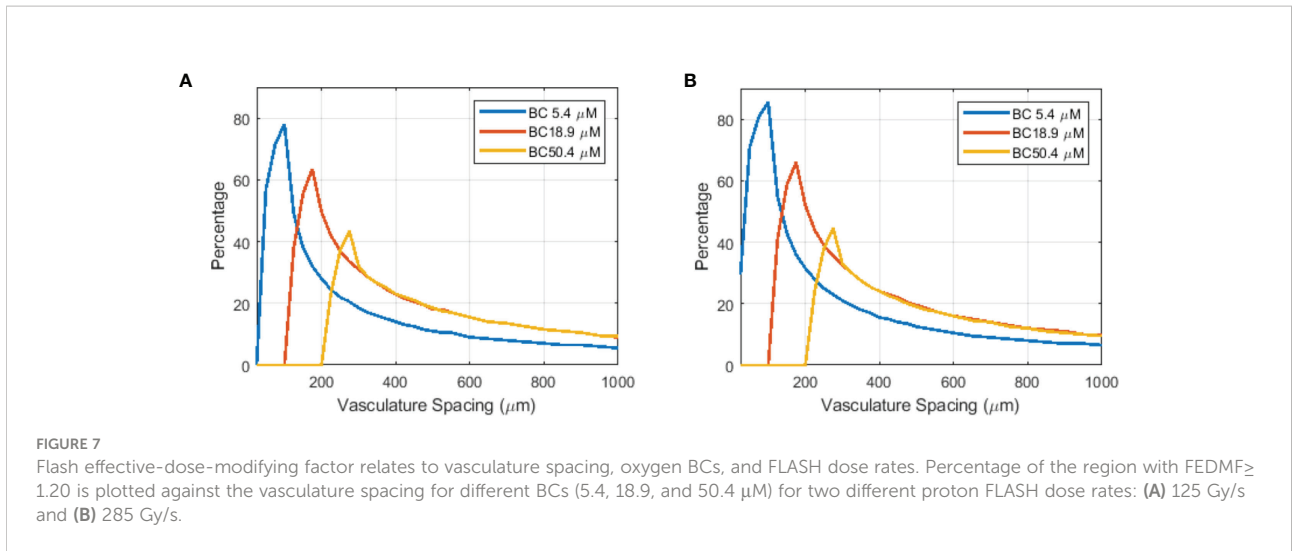 A
BC 5.4 μM
BC18.9 μM
BC50.4 μM
80
60
40
20
0
Percentage
200 400 600 800 1000
Vasculature Spacing (μm)
B
BC 5.4 μM
BC18.9 μM
BC50.4 μM
80
60
40
20
0
Percentage
200 400 600 800 1000
Vasculature Spacing (μm)
FIGURE 7
Flash effective-dose-modifying factor relates to vasculature spacing, oxygen BCs, and FLASH dose rates. Percentage of the region with FEDMF≥
1.20 is plotted against the vasculature spacing for different BCs (5.4, 18.9, and 50.4 μM) for two different proton FLASH dose rates: (A) 125 Gy/s
and (B) 285 Gy/s.